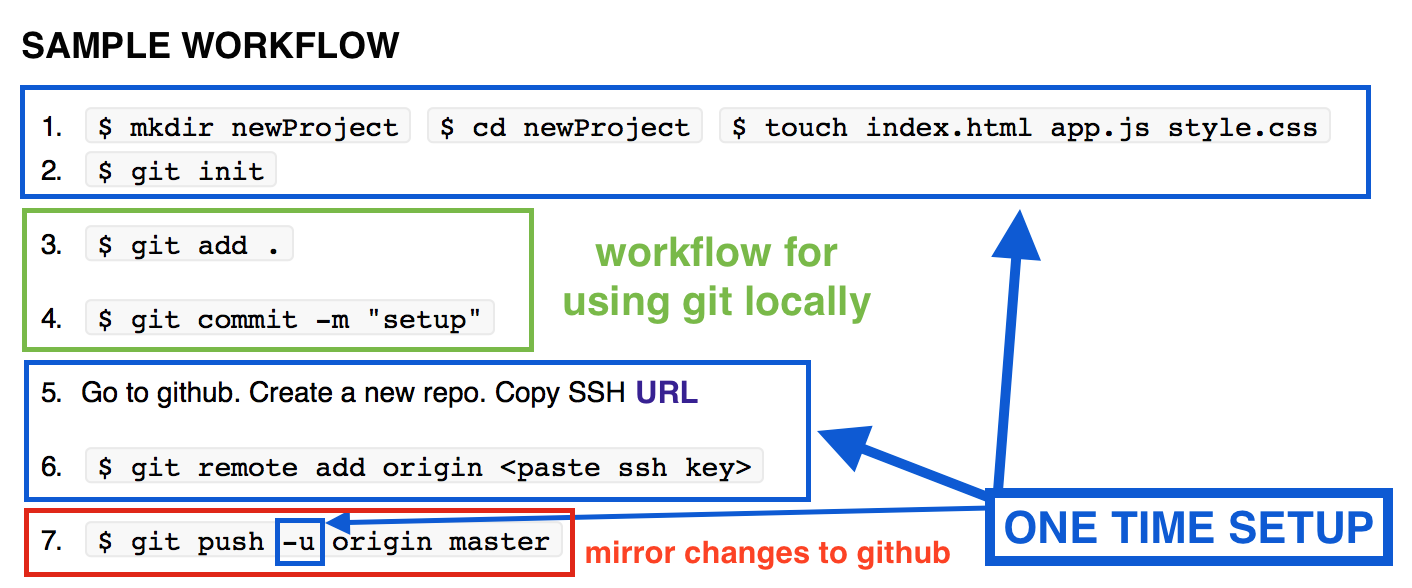 SAMPLE WORKFLOW
1. $ mkdir newProject $ cd newProject $ touch index.html app.js style.css
2. $ git init
3. $ git add .
workflow for
using git locally
4. $ git commit -m "setup"
5. Go to github. Create a new repo. Copy SSH URL
6. $ git remote add origin <paste ssh key>
ONE TIME SETUP
7. $ git push -u origin master
mirror changes to github